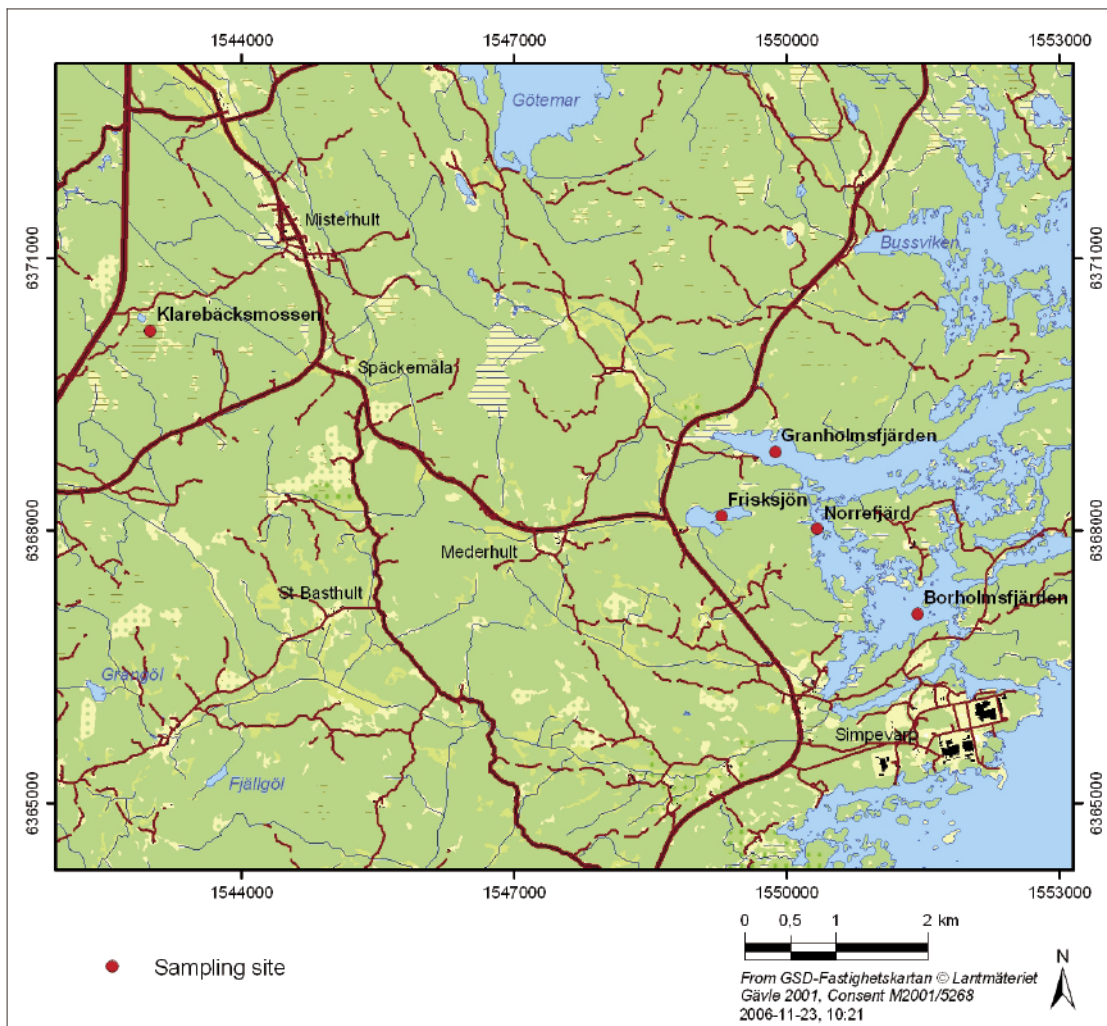 1544000 1547000 1550000 1553000
Götemar
Misterhult
6371000
Bussviken
6371000
Klarebäcksmossen
Späckemåla
Granholmsfjärden
Frisksjön
Norrefjärd
6368000
6368000
Mederhult
St Basthult
Borholmsfjärden
Grangöl
Simpevarp
Fjällgöl
6365000
6365000
1544000 1547000 1550000 1553000
0 0,5 1 2 km
Sampling site
N
From GSD-Fastighetskartan © Lantmäteriet
Gävle 2001, Consent M2001/5268
2006-11-23, 10:21